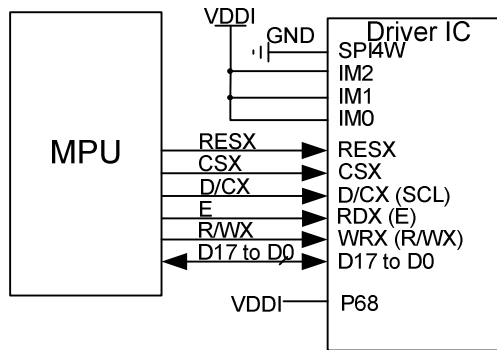 VDDI
Driver IC
GND
SPI4W
IM2
IM1
IM0
MPU
RESX
RESX
CSX
CSX
D/CX
D/CX (SCL)
E
RDX (E)
R/WX
WRX (R/WX)
D17 to D0
D17 to D0
VDDI
P68